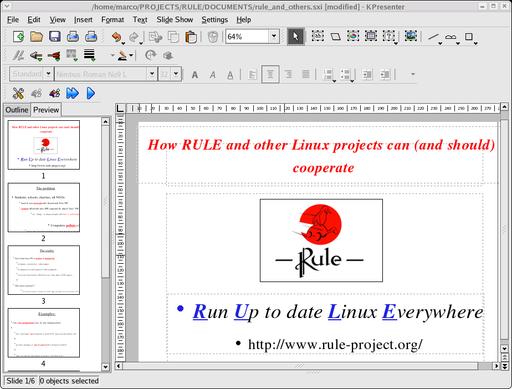 /home/marco/PROJECTS/RULE/DOCUMENTS/rule_and_others.sxi [modified] - KPresenter
File Edit View Insert Format Text Slide Show Settings Help
64%
Standard Nimbus Roman No9 L 32
Outline Preview
How RULE and other Linux projects can (and should)
cooperate
Rule
Run Up to date Linux Everywhere
http://www.rule-project.org/
1
The problem
2
3
Examples:
4
How RULE and other Linux projects can (and should)
cooperate
Rule
• Run Up to date Linux Everywhere
• http://www.rule-project.org/
Slide 1/6 0 objects selected